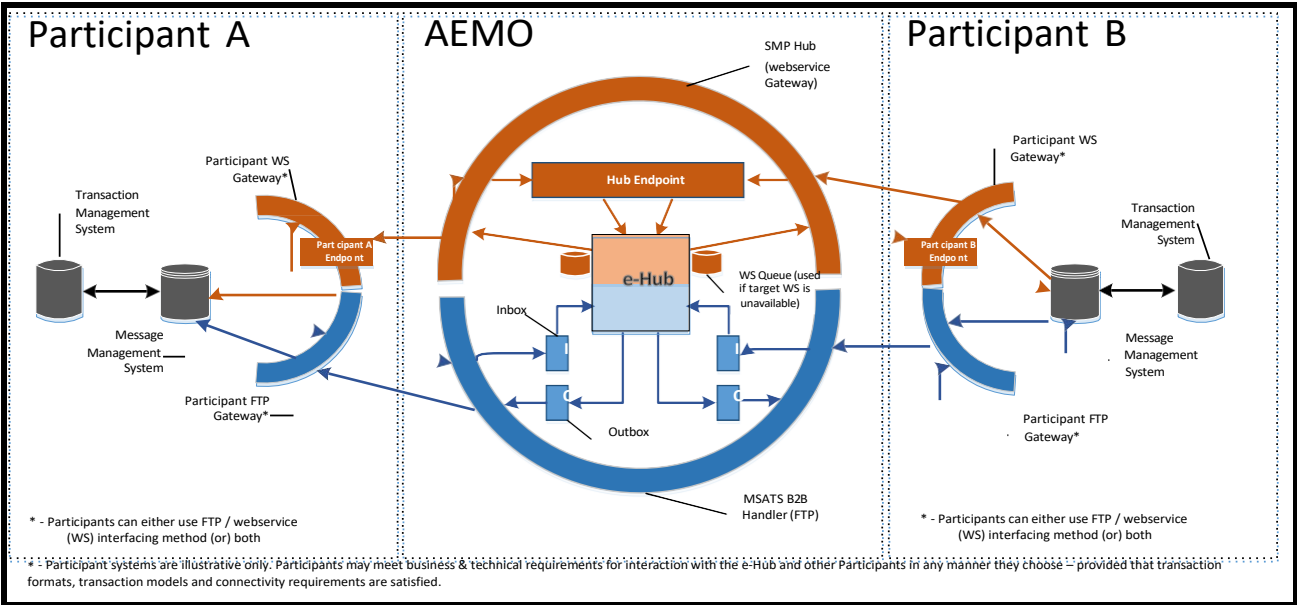 Participant A
AEMO
Participant B
SMP Hub
(webservice
Gateway)
Participant WS
Gateway*
Participant WS
Gateway*
Hub Endpoint
Transaction
Management
System
Transaction
Management
System
Part cipant A
Endpo nt
Part cipant B
Endpo nt
e-Hub
WS Queue (used
if target WS is
unavailable)
Inbox
I
I
Message
Management
System
Message
Management
System
O
O
Participant FTP
Gateway*
Outbox
Participant FTP
Gateway*
MSATS B2B
Handler (FTP)
* - Participants can either use FTP / webservice
(WS) interfacing method (or) both
* - Participants can either use FTP / webservice
(WS) interfacing method (or) both
* - Participant systems are illustrative only. Participants may meet business & technical requirements for interaction with the e-Hub and other Participants in any manner they choose – provided that transaction
formats, transaction models and connectivity requirements are satisfied.